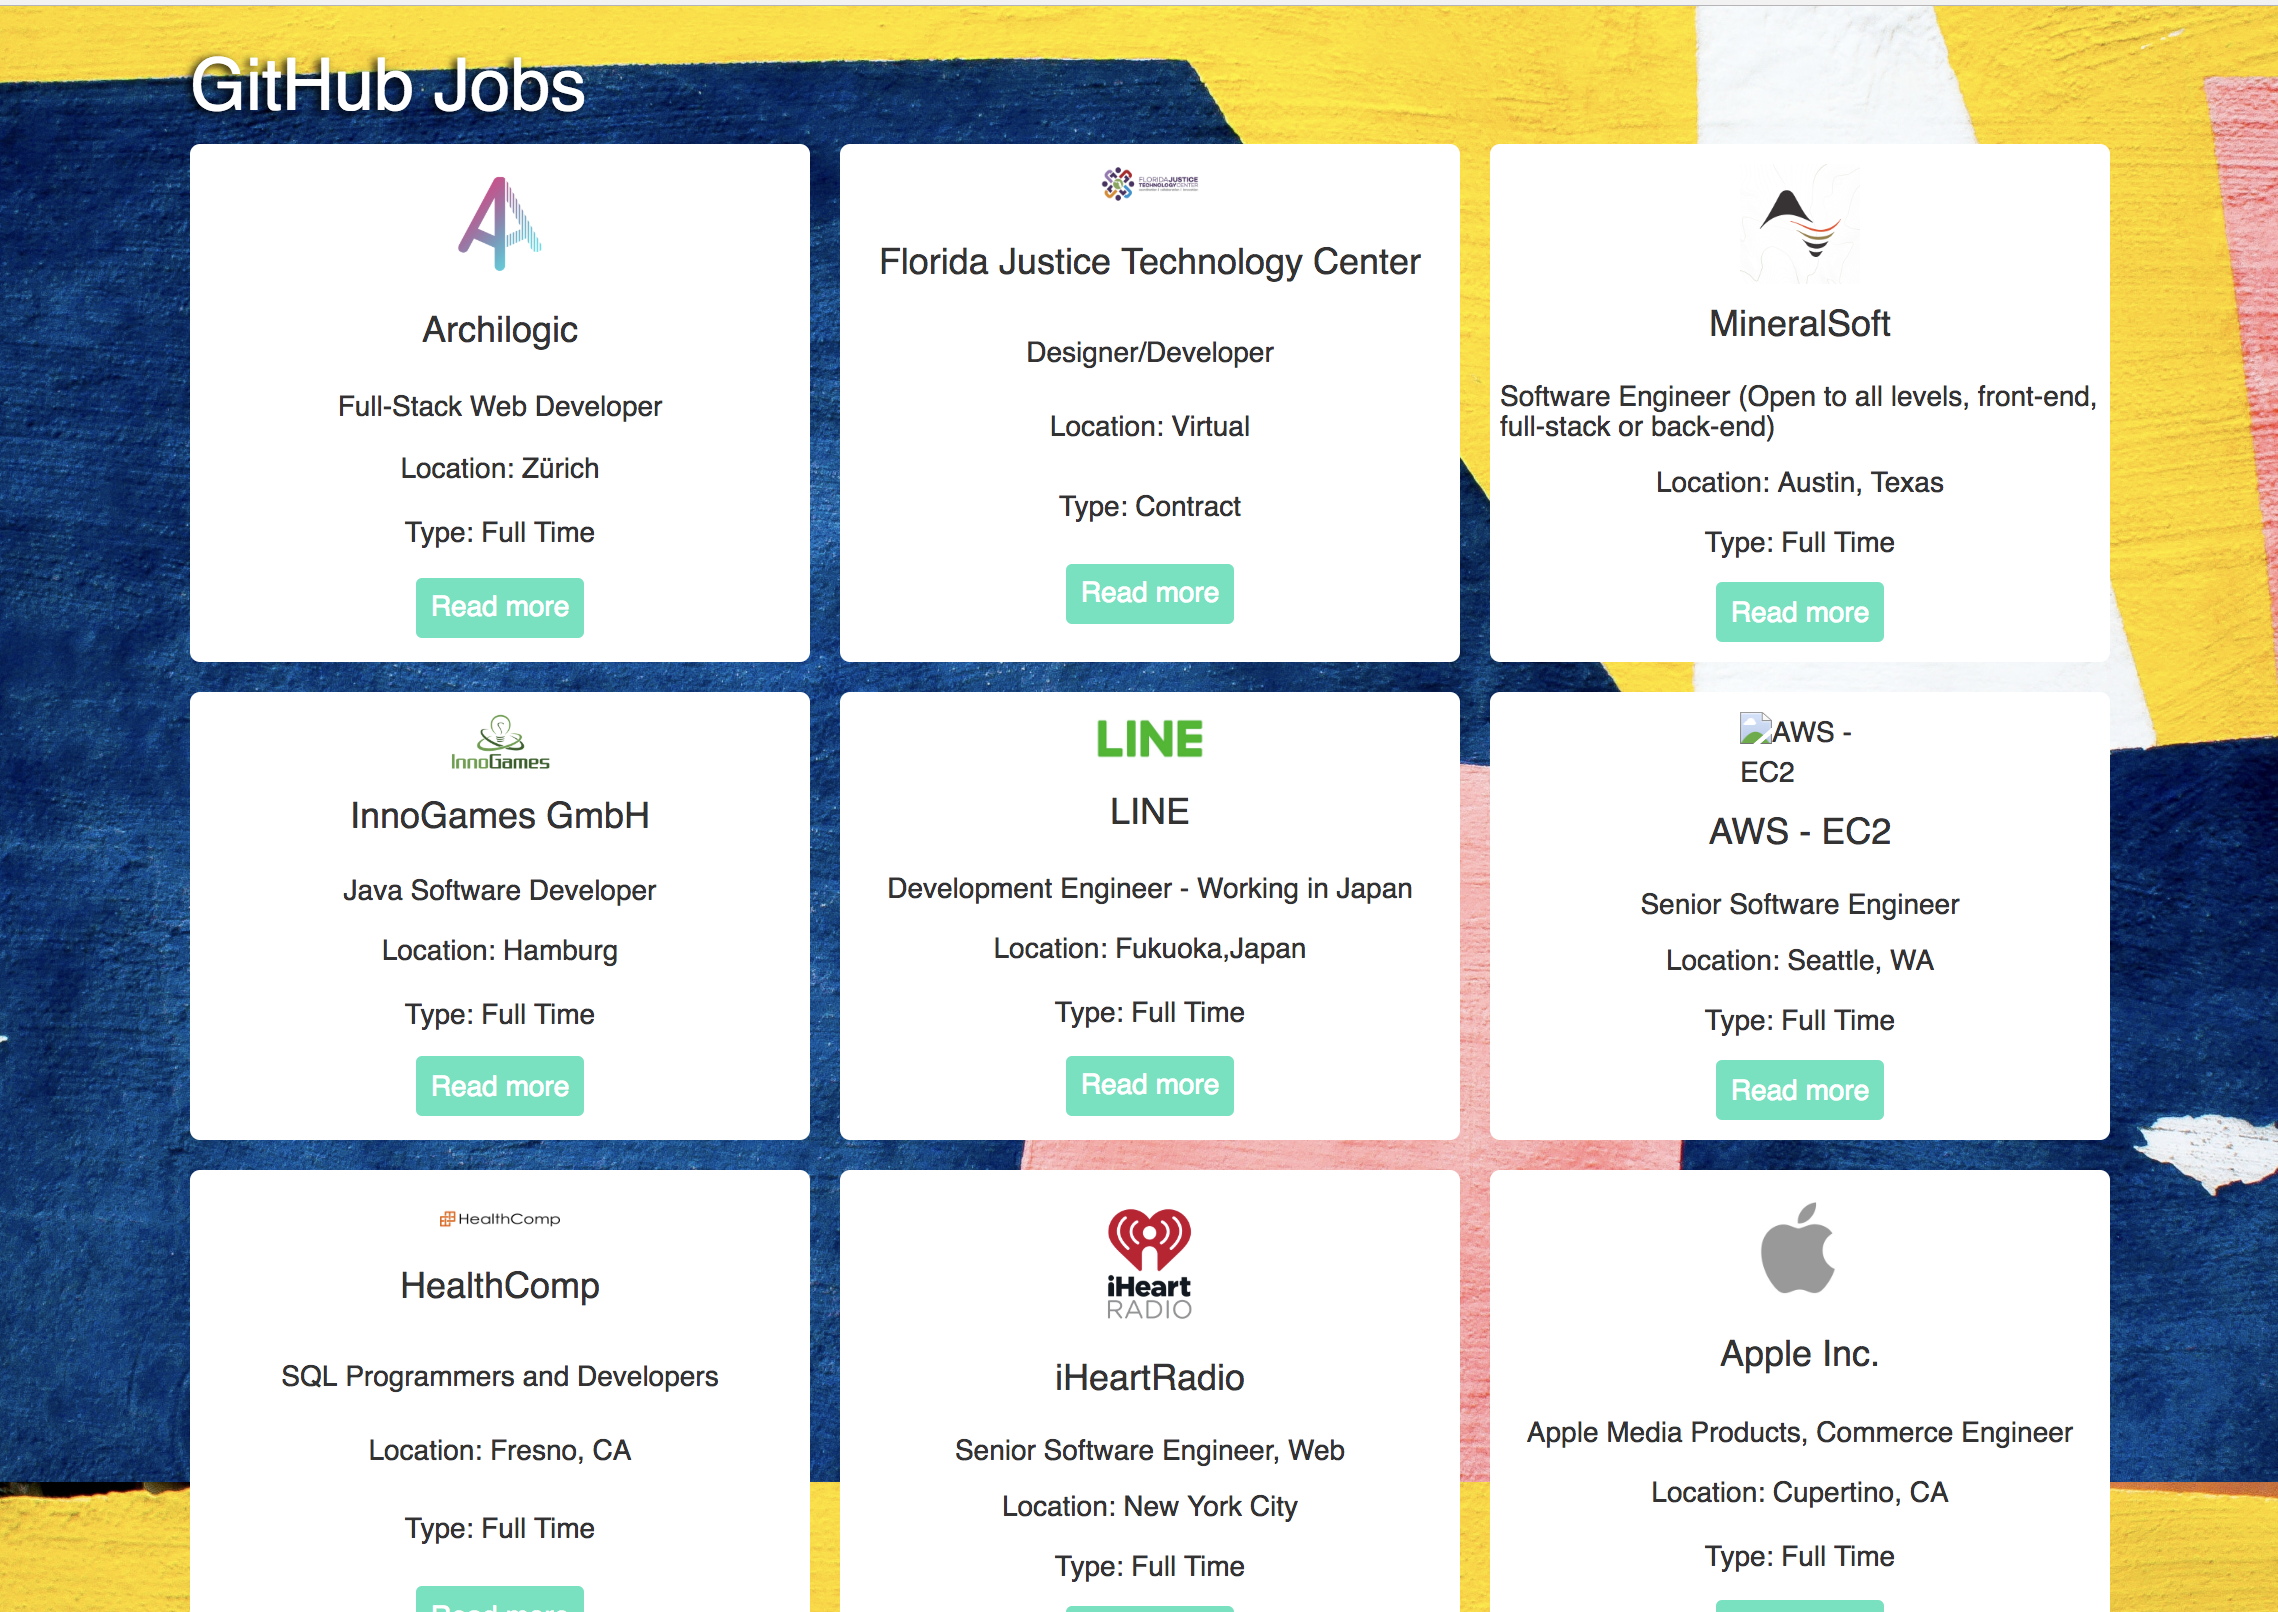 GitHub Jobs
Archilogic
Full-Stack Web Developer
Location: Zürich
Type: Full Time
Read more
FLORIDAJUSTICE
TECHNOLOGYCENTER
Florida Justice Technology Center
Designer/Developer
Location: Virtual
Type: Contract
Read more
MineralSoft
Software Engineer (Open to all levels, front-end,
full-stack or back-end)
Location: Austin, Texas
Type: Full Time
Read more
InnoGames
InnoGames GmbH
Java Software Developer
Location: Hamburg
Type: Full Time
Read more
LINE
LINE
Development Engineer - Working in Japan
Location: Fukuoka,Japan
Type: Full Time
Read more
AWS -
EC2
AWS - EC2
Senior Software Engineer
Location: Seattle, WA
Type: Full Time
Read more
HealthComp
HealthComp
SQL Programmers and Developers
Location: Fresno, CA
Type: Full Time
Read more
iHeart
RADIO
iHeartRadio
Senior Software Engineer, Web
Location: New York City
Type: Full Time
Apple Inc.
Apple Media Products, Commerce Engineer
Location: Cupertino, CA
Type: Full Time